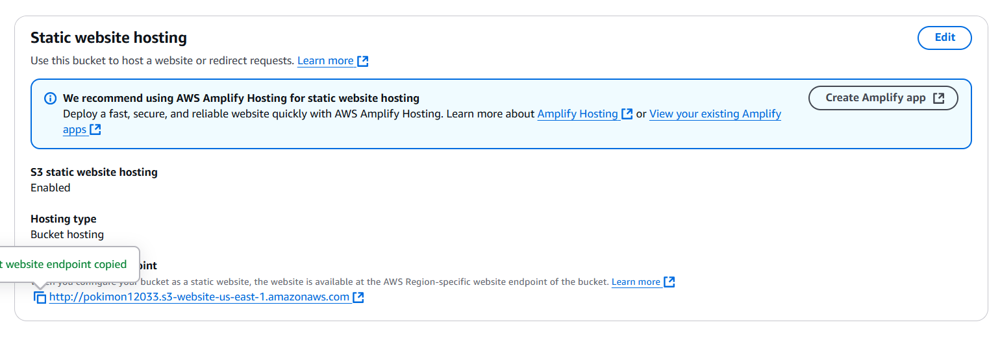 Static website hosting
Edit
Use this bucket to host a website or redirect requests. Learn more
We recommend using AWS Amplify Hosting for static website hosting
Create Amplify app
Deploy a fast, secure, and reliable website quickly with AWS Amplify Hosting. Learn more about Amplify Hosting or View your existing Amplify
apps
S3 static website hosting
Enabled
Hosting type
Bucket hosting
t website endpoint copied
you configure your bucket as a static website, the website is available at the AWS Region-specific website endpoint of the bucket. Learn more
http://pokimon12033.s3-website-us-east-1.amazonaws.com